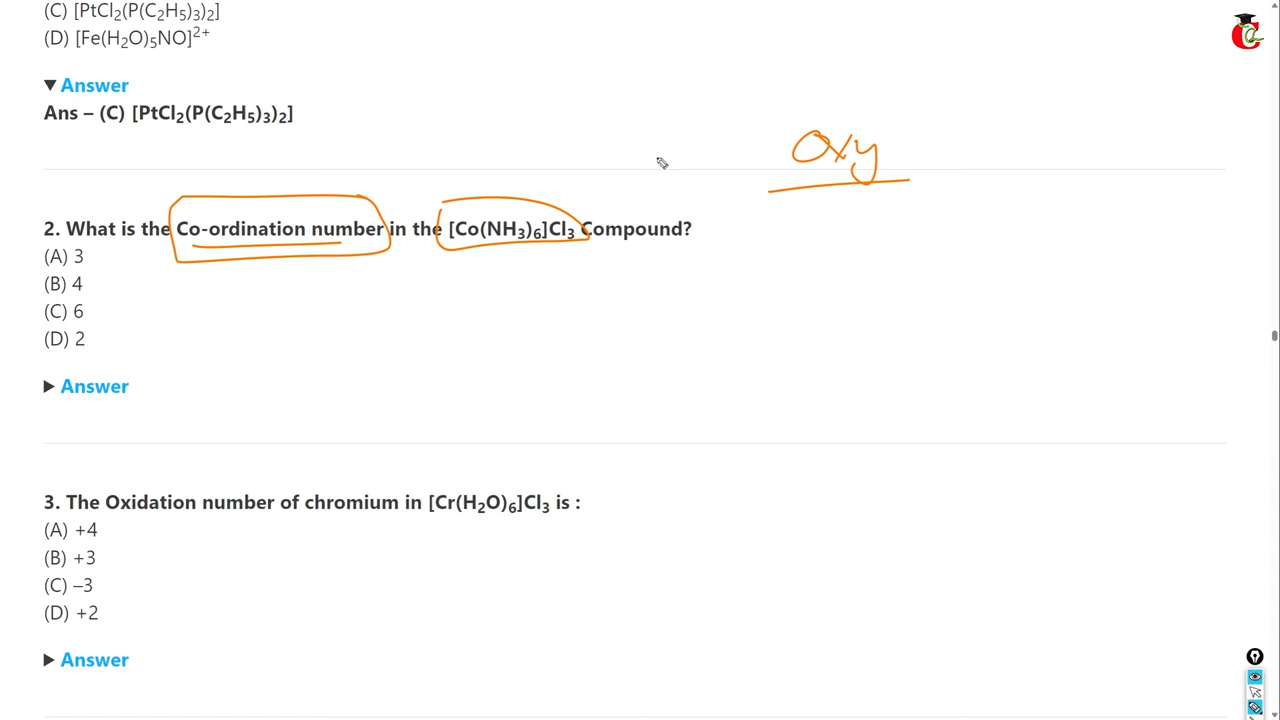 (C) [PtCl₂(P(C₂H₅)₃)₂]
(D) [Fe(H₂O)₅NO]²⁺
▼ Answer
Ans – (C) [PtCl₂(P(C₂H₅)₃)₂]
Oxy
2. What is the Co-ordination number in the [Co(NH₃)₆]Cl₃ Compound?
(A) 3
(B) 4
(C) 6
(D) 2
▶ Answer
3. The Oxidation number of chromium in [Cr(H₂O)₆]Cl₃ is :
(A) +4
(B) +3
(C) –3
(D) +2
▶ Answer